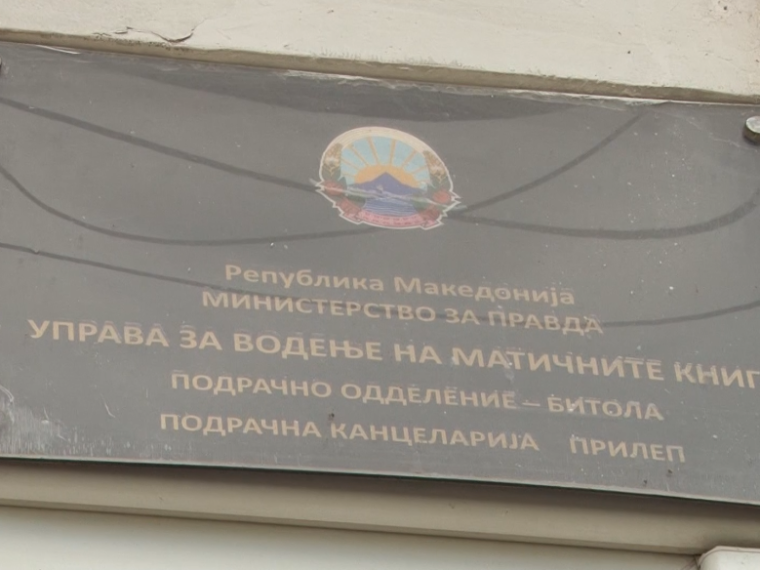 Република Македонија
МИНИСТЕРСТВО ЗА ПРАВДА
УПРАВА ЗА ВОДЕЊЕ НА МАТИЧНИТЕ КНИГ
ПОДРАЧНО ОДДЕЛЕНИЕ – БИТОЛА
ПОДРАЧНА КАНЦЕЛАРИЈА ПРИЛЕП